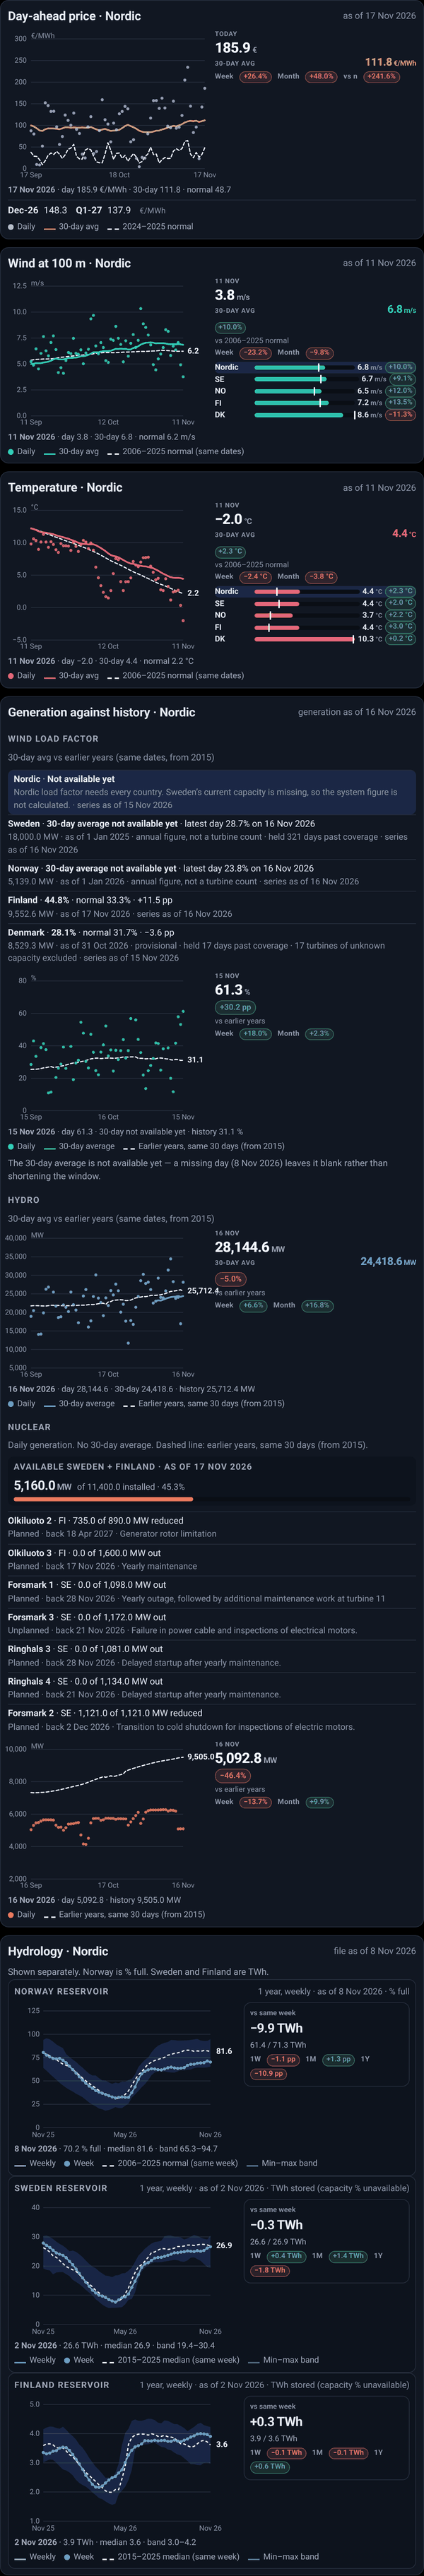 Day-ahead price · Nordic
as of 17 Nov 2026
€/MWh
300
250
200
150
100
50
0
17 Sep
18 Oct
17 Nov
TODAY
185.9 €
30-DAY AVG
111.8 €/MWh
Week +26.4% Month +48.0% vs n +241.6%
17 Nov 2026 · day 185.9 €/MWh · 30-day 111.8 · normal 48.7
Dec-26 148.3 Q1-27 137.9 €/MWh
Daily 30-day avg 2024–2025 normal
Wind at 100 m · Nordic
as of 11 Nov 2026
m/s
12.5
10.0
7.5
5.0
2.5
0.0
6.2
11 Sep
12 Oct
11 Nov
11 NOV
3.8 m/s
30-DAY AVG
6.8 m/s
+10.0%
vs 2006–2025 normal
Week −23.2% Month −9.8%
Nordic 6.8 m/s +10.0%
SE 6.7 m/s +9.1%
NO 6.5 m/s +12.0%
FI 7.2 m/s +13.5%
DK 8.6 m/s −11.3%
11 Nov 2026 · day 3.8 · 30-day 6.8 · normal 6.2 m/s
Daily 30-day avg 2006–2025 normal (same dates)
Temperature · Nordic
as of 11 Nov 2026
°C
15.0
10.0
5.0
0.0
−5.0
2.2
11 Sep
12 Oct
11 Nov
11 NOV
−2.0 °C
30-DAY AVG
4.4 °C
+2.3 °C
vs 2006–2025 normal
Week −2.4 °C Month −3.8 °C
Nordic 4.4 °C +2.3 °C
SE 4.4 °C +2.0 °C
NO 3.7 °C +2.2 °C
FI 4.4 °C +3.0 °C
DK 10.3 °C +0.2 °C
11 Nov 2026 · day −2.0 · 30-day 4.4 · normal 2.2 °C
Daily 30-day avg 2006–2025 normal (same dates)
Generation against history · Nordic
generation as of 16 Nov 2026
WIND LOAD FACTOR
30-day avg vs earlier years (same dates, from 2015)
Nordic · Not available yet
Nordic load factor needs every country. Sweden's current capacity is missing, so the system figure is
not calculated. · series as of 15 Nov 2026
Sweden · 30-day average not available yet · latest day 28.7% on 16 Nov 2026
18,000.0 MW · as of 1 Jan 2025 · annual figure, not a turbine count · held 321 days past coverage · series
as of 16 Nov 2026
Norway · 30-day average not available yet · latest day 23.8% on 16 Nov 2026
5,139.0 MW · as of 1 Jan 2026 · annual figure, not a turbine count · series as of 16 Nov 2026
Finland · 44.8% · normal 33.3% · +11.5 pp
9,552.6 MW · as of 17 Nov 2026 · series as of 16 Nov 2026
Denmark · 28.1% · normal 31.7% · −3.6 pp
8,529.3 MW · as of 31 Oct 2026 · provisional · held 17 days past coverage · 17 turbines of unknown
capacity excluded · series as of 15 Nov 2026
%
80
60
40
20
0
31.1
15 Sep
16 Oct
15 Nov
15 NOV
61.3 %
+30.2 pp
vs earlier years
Week +18.0% Month +2.3%
15 Nov 2026 · day 61.3 · 30-day not available yet · history 31.1 %
Daily 30-day average Earlier years, same 30 days (from 2015)
The 30-day average is not available yet — a missing day (8 Nov 2026) leaves it blank rather than
shortening the window.
HYDRO
30-day avg vs earlier years (same dates, from 2015)
MW
40,000
35,000
30,000
25,000
20,000
15,000
10,000
5,000
25,712.4
16 Sep
17 Oct
16 Nov
16 NOV
28,144.6 MW
30-DAY AVG
24,418.6 MW
−5.0%
vs earlier years
Week +6.6% Month +16.8%
16 Nov 2026 · day 28,144.6 · 30-day 24,418.6 · history 25,712.4 MW
Daily 30-day average Earlier years, same 30 days (from 2015)
NUCLEAR
Daily generation. No 30-day average. Dashed line: earlier years, same 30 days (from 2015).
AVAILABLE SWEDEN + FINLAND · AS OF 17 NOV 2026
5,160.0 MW of 11,400.0 installed · 45.3%
Olkiluoto 2 · FI · 735.0 of 890.0 MW reduced
Planned · back 18 Apr 2027 · Generator rotor limitation
Olkiluoto 3 · FI · 0.0 of 1,600.0 MW out
Planned · back 17 Nov 2026 · Yearly maintenance
Forsmark 1 · SE · 0.0 of 1,098.0 MW out
Planned · back 28 Nov 2026 · Yearly outage, followed by additional maintenance work at turbine 11
Forsmark 3 · SE · 0.0 of 1,172.0 MW out
Unplanned · back 21 Nov 2026 · Failure in power cable and inspections of electrical motors.
Ringhals 3 · SE · 0.0 of 1,081.0 MW out
Planned · back 28 Nov 2026 · Delayed startup after yearly maintenance.
Ringhals 4 · SE · 0.0 of 1,134.0 MW out
Planned · back 21 Nov 2026 · Delayed startup after yearly maintenance.
Forsmark 2 · SE · 1,121.0 of 1,121.0 MW reduced
Planned · back 2 Dec 2026 · Transition to cold shutdown for inspections of electric motors.
MW
10,000
8,000
6,000
4,000
2,000
9,505.0
16 Sep
17 Oct
16 Nov
16 NOV
5,092.8 MW
−46.4%
vs earlier years
Week −13.7% Month +9.9%
16 Nov 2026 · day 5,092.8 · history 9,505.0 MW
Daily Earlier years, same 30 days (from 2015)
Hydrology · Nordic
file as of 8 Nov 2026
Shown separately. Norway is % full. Sweden and Finland are TWh.
NORWAY RESERVOIR
1 year, weekly · as of 8 Nov 2026 · % full
125
100
75
50
25
0
81.6
Nov 25
May 26
Nov 26
vs same week
−9.9 TWh
61.4 / 71.3 TWh
1W −1.1 pp 1M +1.3 pp 1Y
−10.9 pp
8 Nov 2026 · 70.2 % full · median 81.6 · band 65.3–94.7
Weekly Week 2006–2025 normal (same week) Min–max band
SWEDEN RESERVOIR
1 year, weekly · as of 2 Nov 2026 · TWh stored (capacity % unavailable)
40
30
20
10
0
26.9
Nov 25
May 26
Nov 26
vs same week
−0.3 TWh
26.6 / 26.9 TWh
1W +0.4 TWh 1M +1.4 TWh 1Y
−1.8 TWh
2 Nov 2026 · 26.6 TWh · median 26.9 · band 19.4–30.4
Weekly Week 2015–2025 median (same week) Min–max band
FINLAND RESERVOIR
1 year, weekly · as of 2 Nov 2026 · TWh stored (capacity % unavailable)
5.0
4.0
3.0
2.0
1.0
3.6
Nov 25
May 26
Nov 26
vs same week
+0.3 TWh
3.9 / 3.6 TWh
1W −0.1 TWh 1M −0.1 TWh 1Y
+0.6 TWh
2 Nov 2026 · 3.9 TWh · median 3.6 · band 3.0–4.2
Weekly Week 2015–2025 median (same week) Min–max band